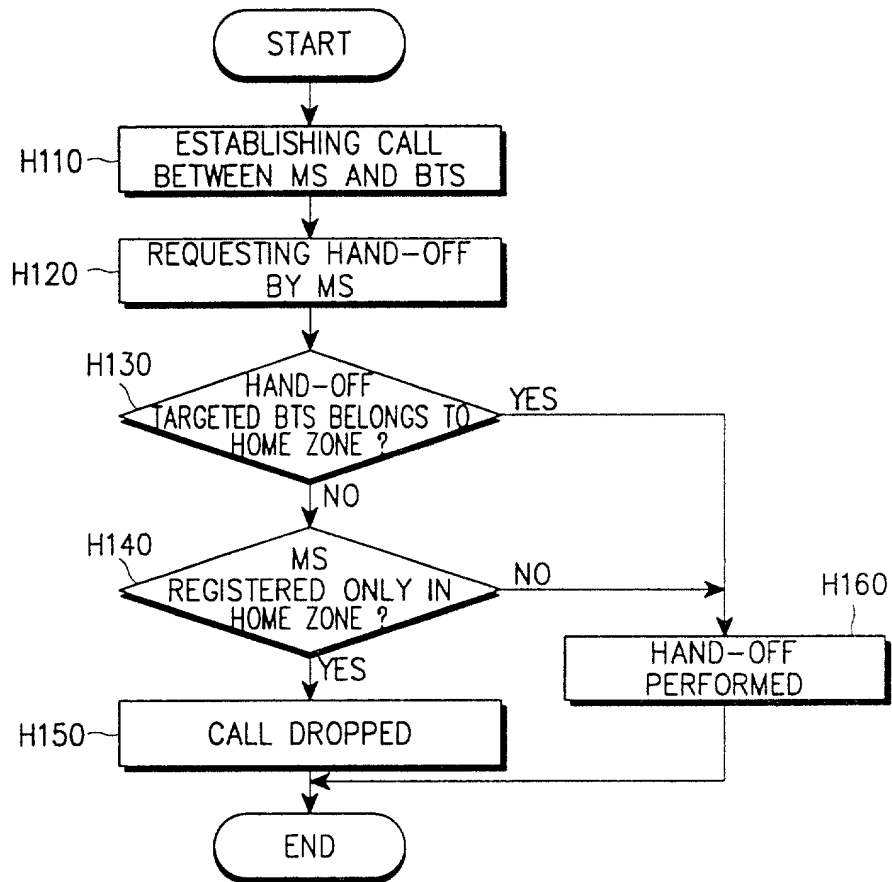 START
H110
ESTABLISHING CALL
BETWEEN MS AND BTS
H120
REQUESTING HAND-OFF
BY MS
H130
HAND-OFF
TARGETED BTS BELONGS TO
HOME ZONE ?
YES
NO
H140
MS
REGISTERED ONLY IN
HOME ZONE ?
NO
YES
H160
HAND-OFF
PERFORMED
H150
CALL DROPPED
END